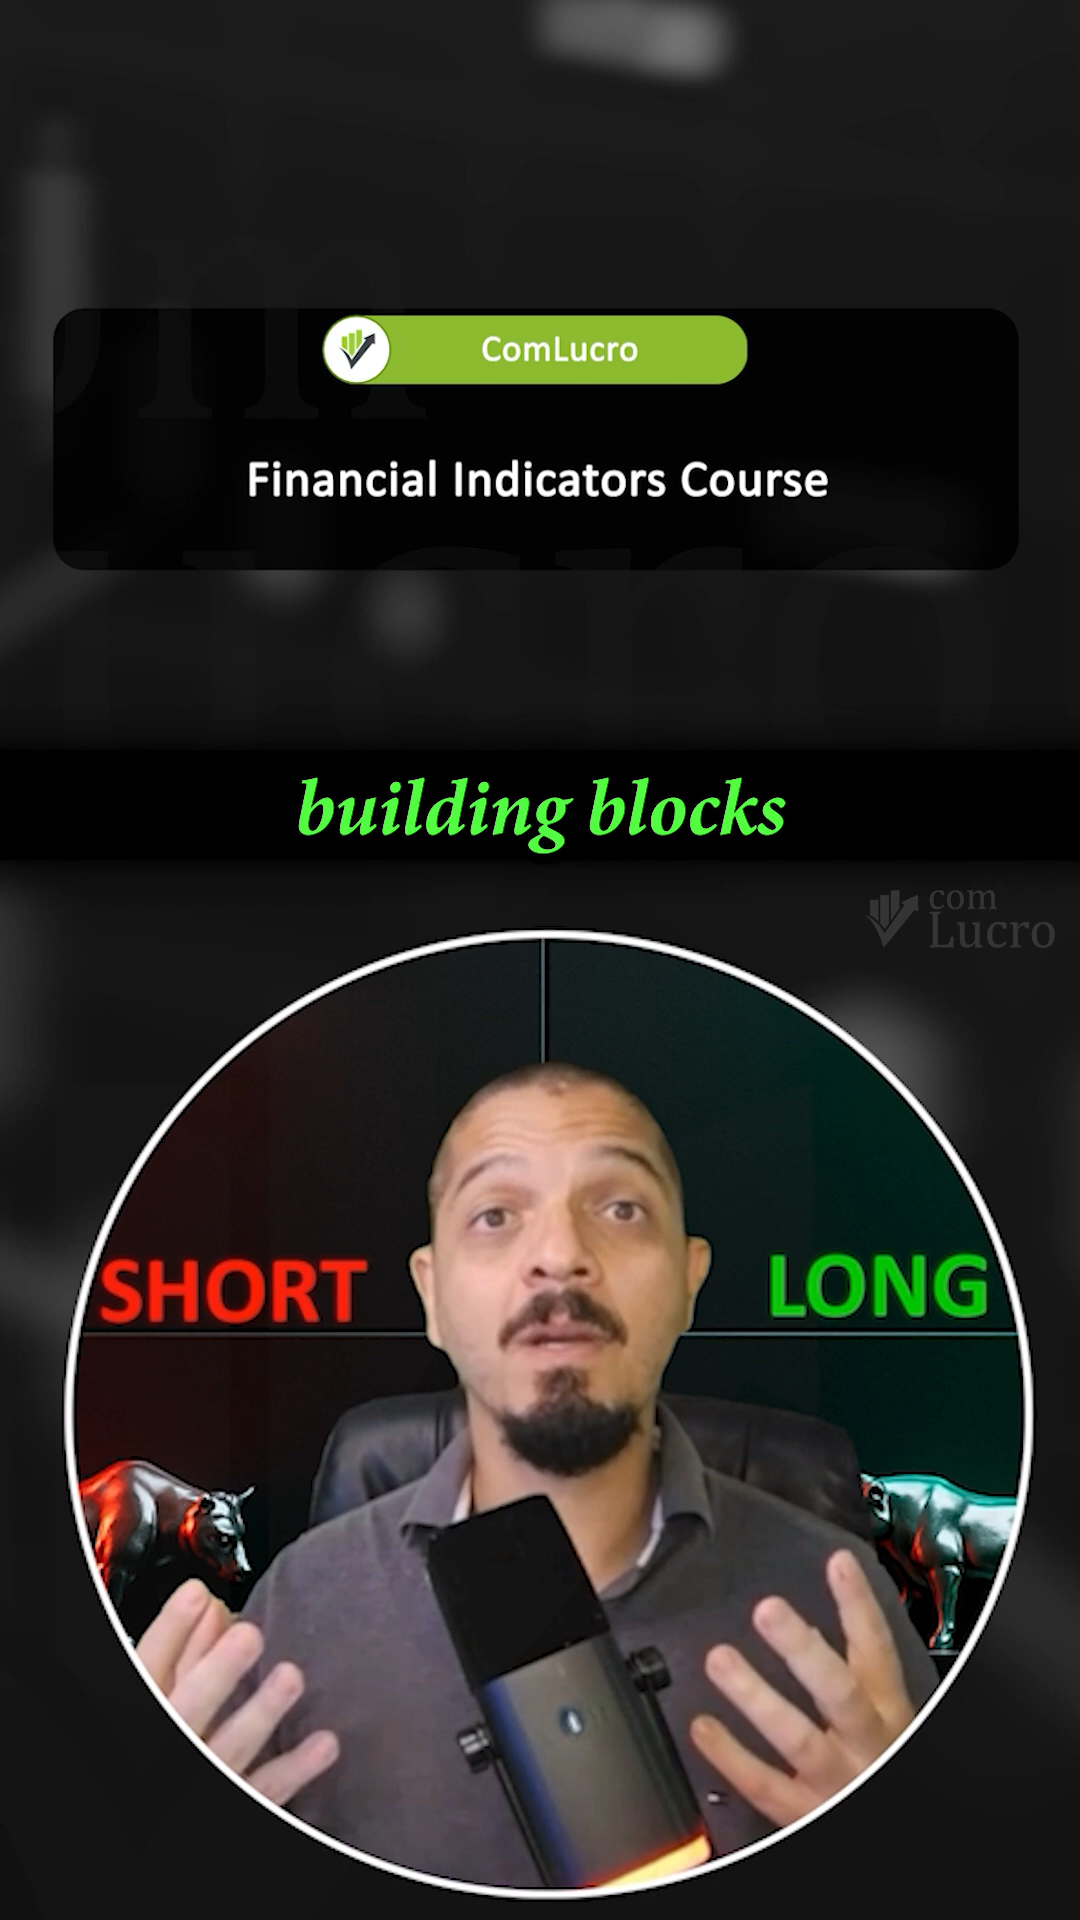 ComLucro
Financial Indicators Course
building blocks
com
Lucro
SHORT
LONG